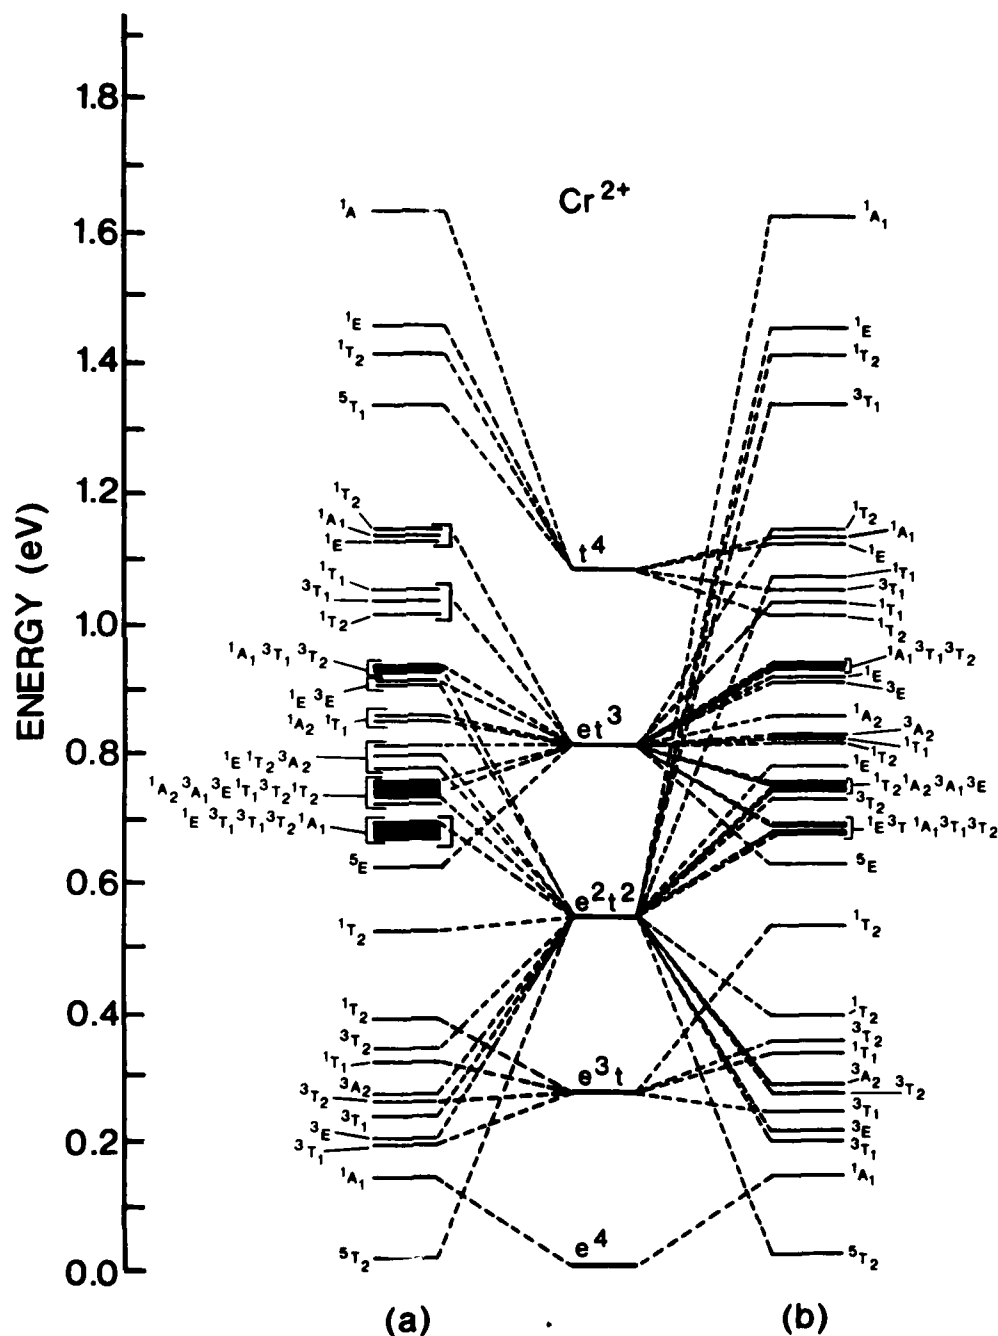 Cr²⁺
ENERGY (eV)
1.8
1.6
1.4
1.2
1.0
0.8
0.6
0.4
0.2
0.0
¹A
¹E
¹T₂
⁵T₁
¹T₂
¹A₁
¹E
¹T₁
³T₁
¹T₂
¹A₁ ³T₁ ³T₂
¹E ³E
¹A₂ ¹T₁
¹E ¹T₂ ³A₂
¹A₂ ³A₁ ³E ¹T₁ ³T₂ ¹T₂
¹E ³T₁ ³T₁ ³T₂ ¹A₁
⁵E
¹T₂
¹T₂
³T₂
¹T₁
³A₂
³T₂
³T₁
³E
³T₁
¹A₁
⁵T₂
t⁴
et³
e²t²
e³t
e⁴
¹A₁
¹E
¹T₂
³T₁
¹T₂
¹A₁
¹E
¹T₁
³T₁
¹T₁
¹T₂
¹A₁ ³T₁ ³T₂
¹E
³E
¹A₂
³A₂
¹T₁
¹T₂
¹E
¹T₂ ¹A₂ ³A₁ ³E
³T₂
¹E ³T ¹A₁ ³T₁ ³T₂
⁵E
¹T₂
¹T₂
³T₂
¹T₁
³A₂
³T₂
³T₁
³E
³T₁
¹A₁
⁵T₂
(a)
(b)